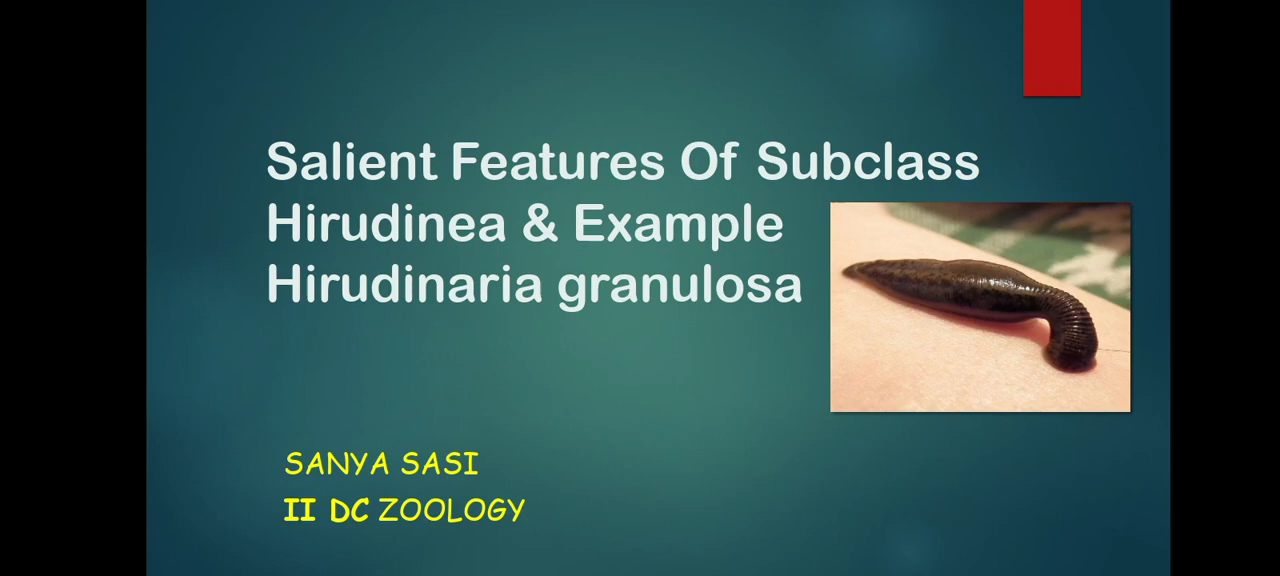 Salient Features Of Subclass
Hirudinea & Example
Hirudinaria granulosa
SANYA SASI
II DC ZOOLOGY